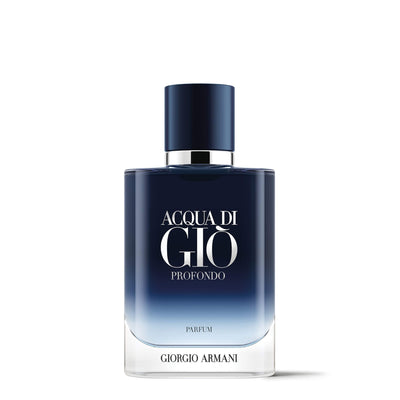 ACQUA DI
GIÒ
PROFONDO
PARFUM
GIORGIO ARMANI